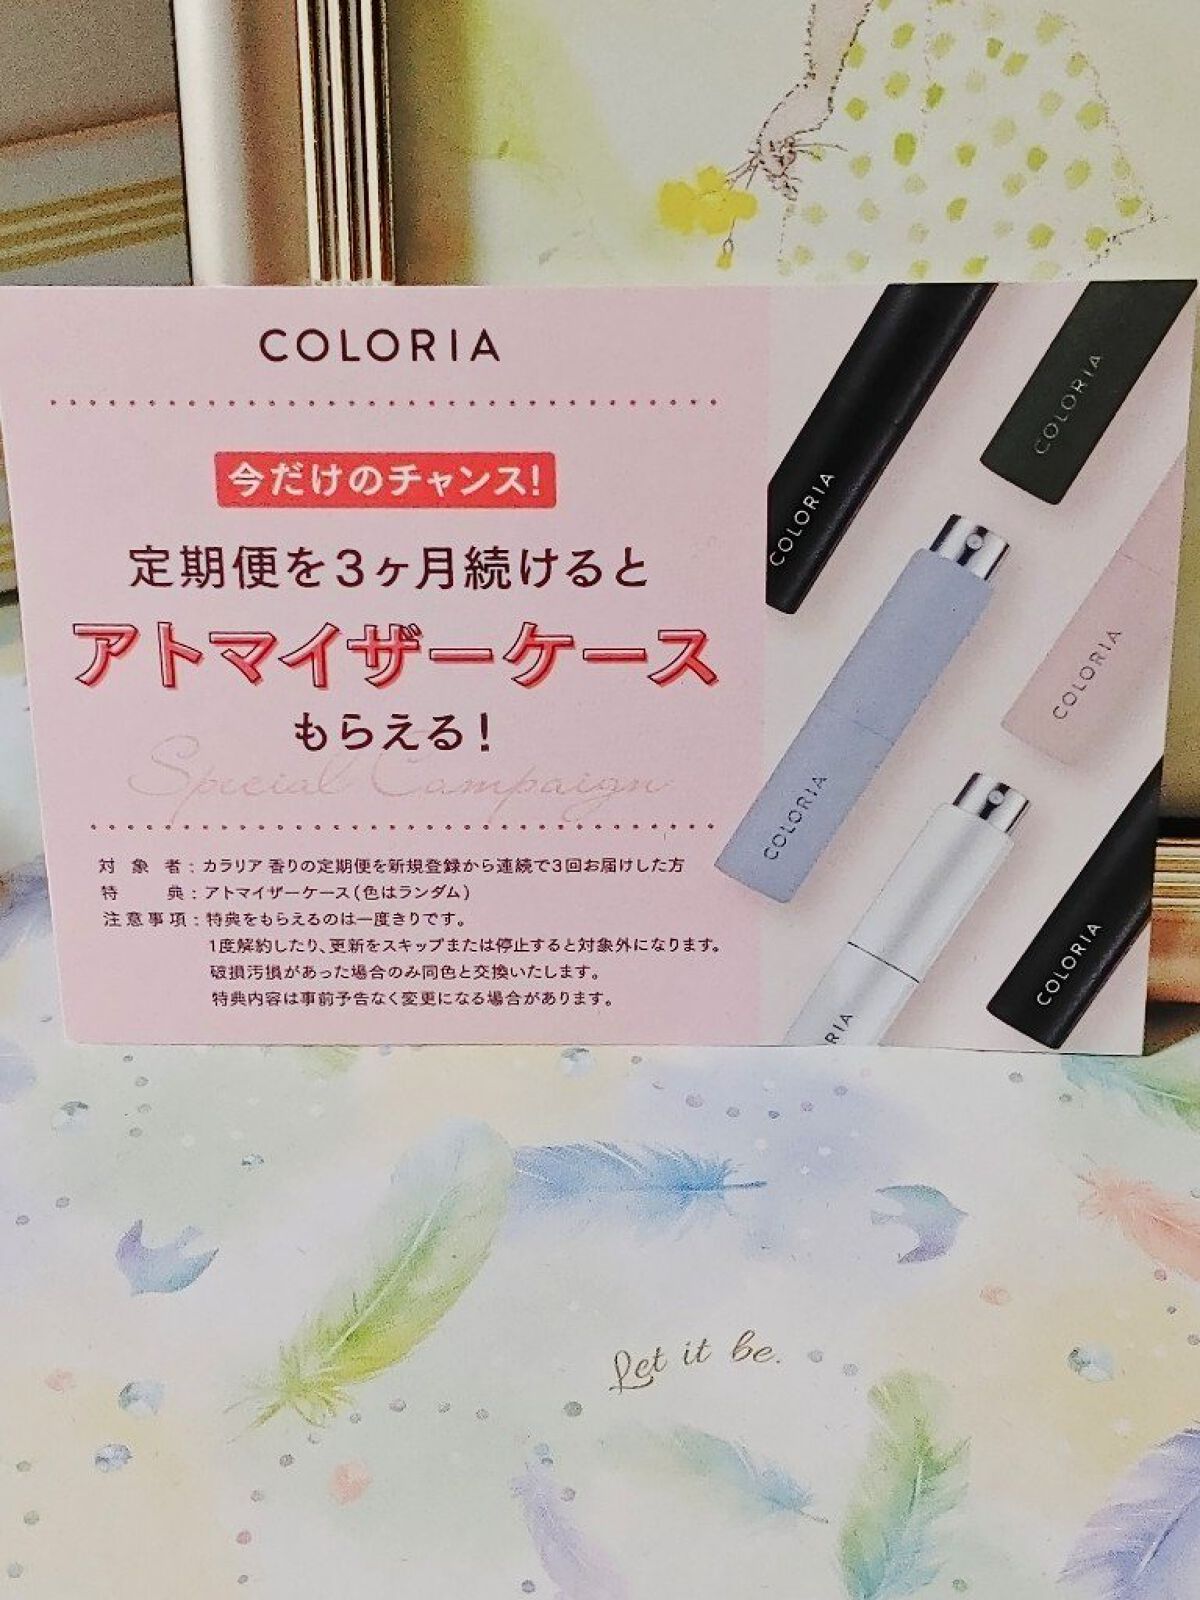 COLORIA
今だけのチャンス!
定期便を3ヶ月続けると
アトマイザーケース
もらえる!
Special Campaign
対象者:カラリア 香りの定期便を新規登録から連続で3回お届けした方
特典:アトマイザーケース(色はランダム)
注意事項:特典をもらえるのは一度きりです。
1度解約したり、更新をスキップまたは停止すると対象外になります。
破損汚損があった場合のみ同色と交換いたします。
特典内容は事前予告なく変更になる場合があります。
COLORIA
COLORIA
COLORIA
COLORIA
COLORIA
ORIA
Let it be.